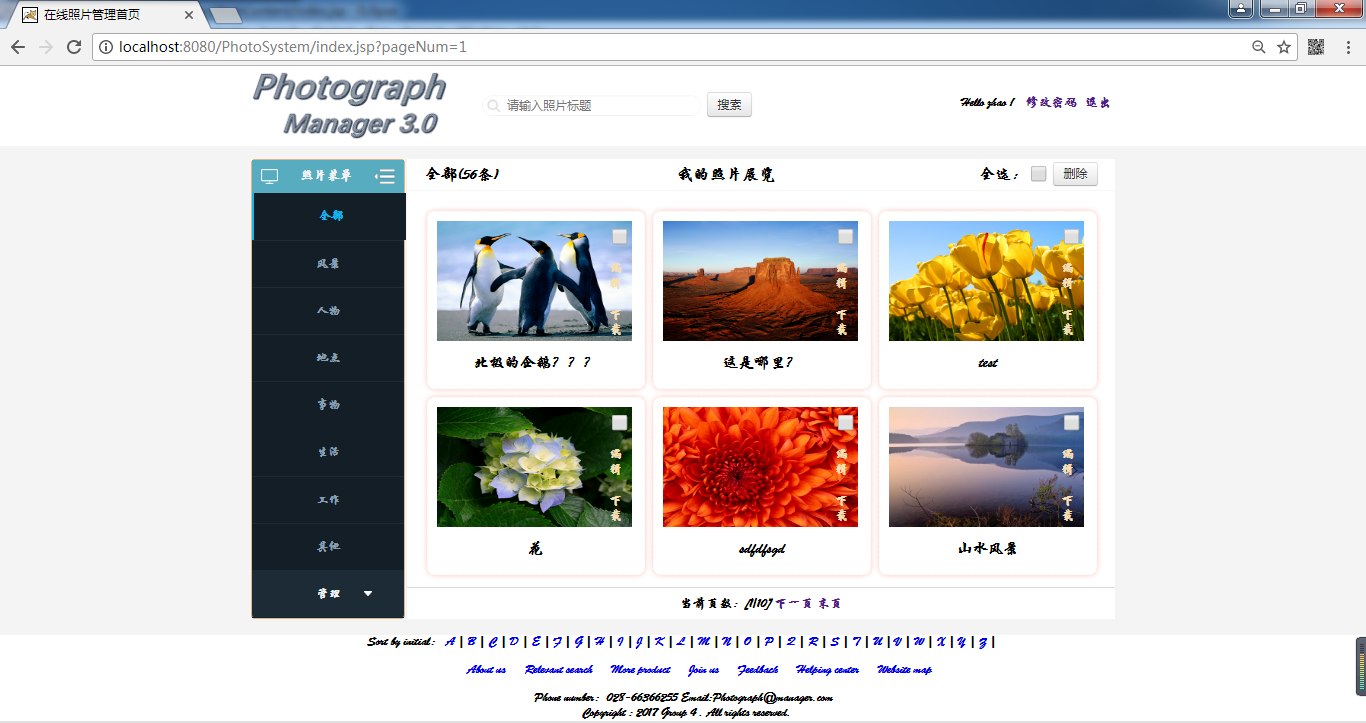 在线照片管理首页
localhost:8080/PhotoSystem/index.jsp?pageNum=1
Photograph
Manager 3.0
请输入照片标题
搜索
Hello zhao! 修改密码 退出
照片菜单
全部
风景
人物
地点
事物
生活
工作
其他
管理
全部(56条) 我的照片展览 全选: 删除
编辑 下载
编辑 下载
编辑 下载
北极的企鹅???
这是哪里?
test
编辑 下载
编辑 下载
编辑 下载
花
sdfdfsgd
山水风景
当前页数: [1/10] 下一页 末页
Sort by initial: A | B | C | D | E | F | G | H | I | J | K | L | M | N | O | P | Q | R | S | T | U | V | W | X | Y | Z |
About us Relevant search More product Join us Feedback Helping center Website map
Phone number: 028-66366255 Email:Photograph@manager.com
Copyright : 2017 Group 4 . All rights reserved.